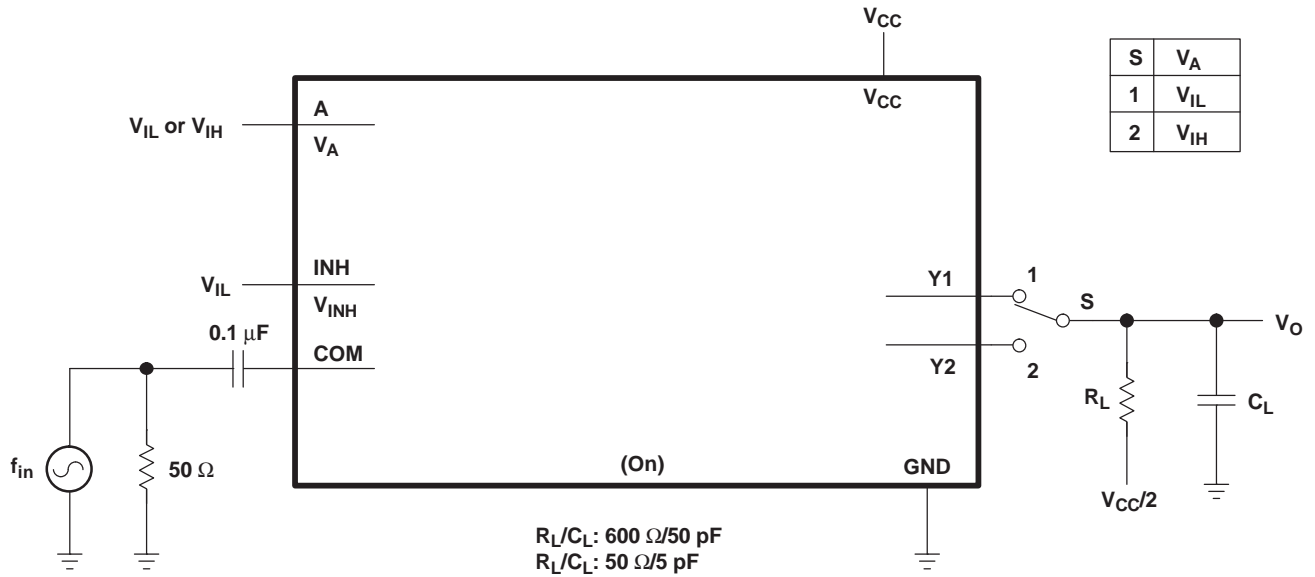 VCC
VCC
S VA
1 VIL
2 VIH
A
VIL or VIH
VA
INH
VIL
VINH
0.1 µF
COM
Y1
1
S
VO
Y2
2
RL
CL
fin
50 Ω
(On)
GND
VCC/2
RL/CL: 600 Ω/50 pF
RL/CL: 50 Ω/5 pF